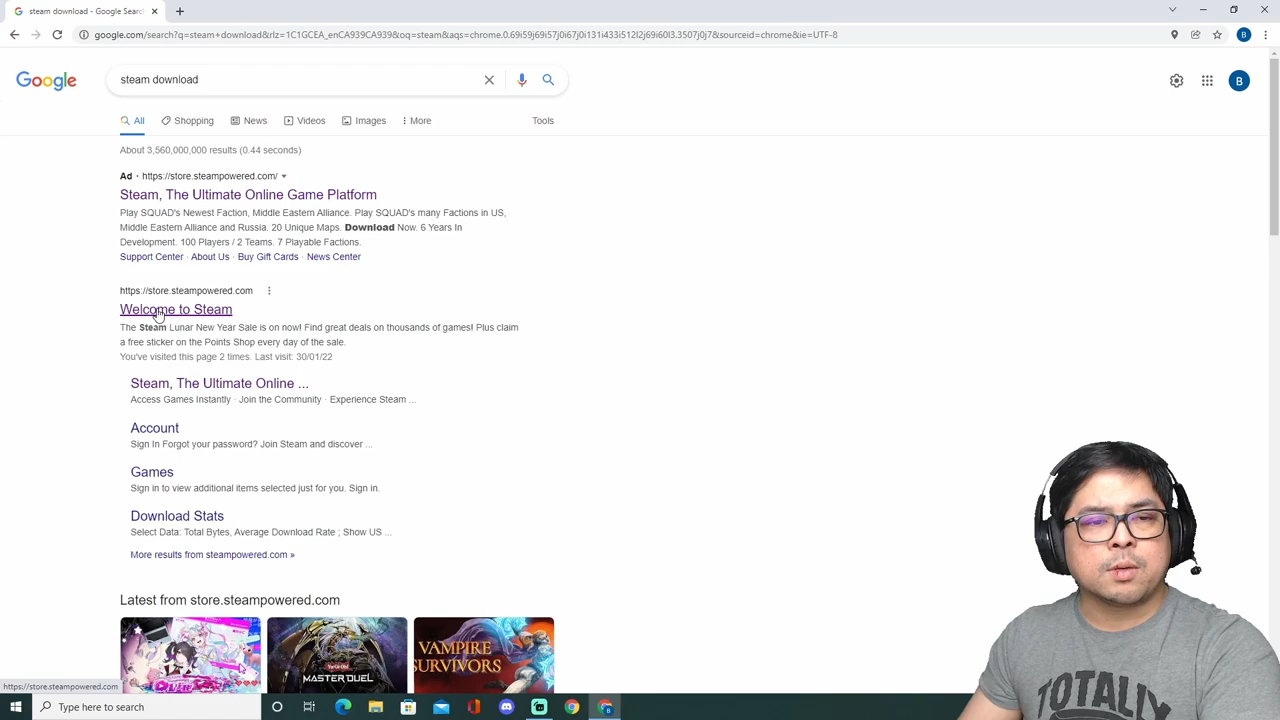 steam download - Google Search
google.com/search?q=steam+download&rlz=1C1GCEA_enCA939CA939&oq=steam&aqs=chrome.0.69i59j69i57j0i67j0i131i433i512l2j69i60l3.3507j0j7&sourceid=chrome&ie=UTF-8
B
Google
steam download
B
All
Shopping
News
Videos
Images
More
Tools
About 3,560,000,000 results (0.44 seconds)
Ad · https://store.steampowered.com/
Steam, The Ultimate Online Game Platform
Play SQUAD's Newest Faction, Middle Eastern Alliance. Play SQUAD's many Factions in US,
Middle Eastern Alliance and Russia. 20 Unique Maps. Download Now. 6 Years In
Development. 100 Players / 2 Teams. 7 Playable Factions.
Support Center · About Us · Buy Gift Cards · News Center
https://store.steampowered.com
Welcome to Steam
The Steam Lunar New Year Sale is on now! Find great deals on thousands of games! Plus claim
a free sticker on the Points Shop every day of the sale.
You've visited this page 2 times. Last visit: 30/01/22
Steam, The Ultimate Online ...
Access Games Instantly · Join the Community · Experience Steam ...
Account
Sign In Forgot your password? Join Steam and discover ...
Games
Sign in to view additional items selected just for you. Sign in.
Download Stats
Select Data: Total Bytes, Average Download Rate ; Show US ...
More results from steampowered.com »
Latest from store.steampowered.com
Yu-Gi-Oh!
MASTER DUEL
VAMPIRE
SURVIVORS
https://store.steampowered.com
Type here to search
TOTALLY